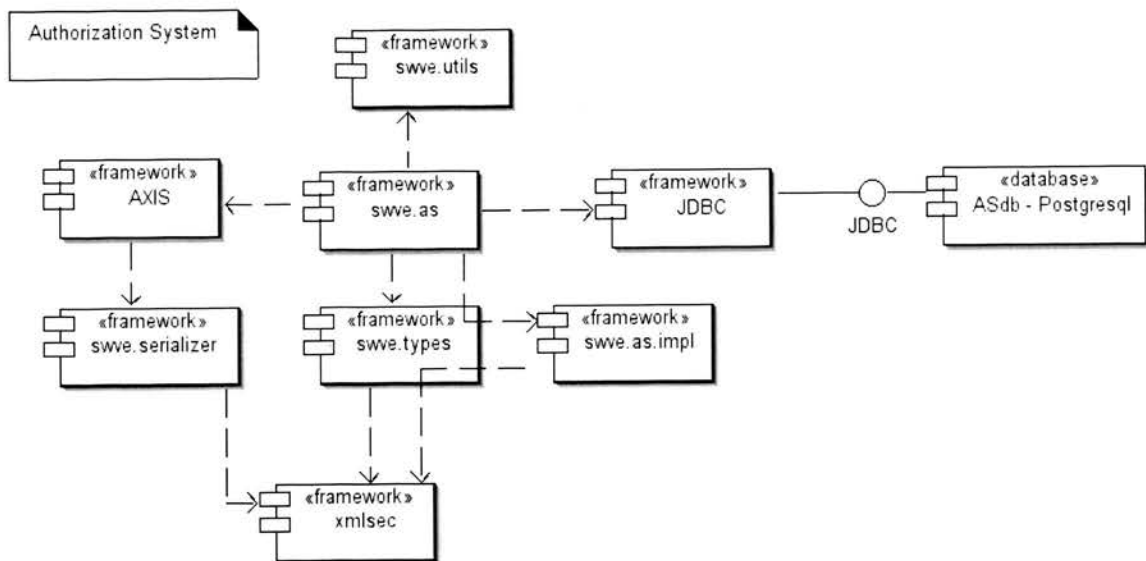 Authorization System
«framework»
swve.utils
«framework»
AXIS
«framework»
swve.as
«framework»
JDBC
JDBC
«database»
ASdb - Postgresql
«framework»
swve.serializer
«framework»
swve.types
«framework»
swve.as.impl
«framework»
xmlsec